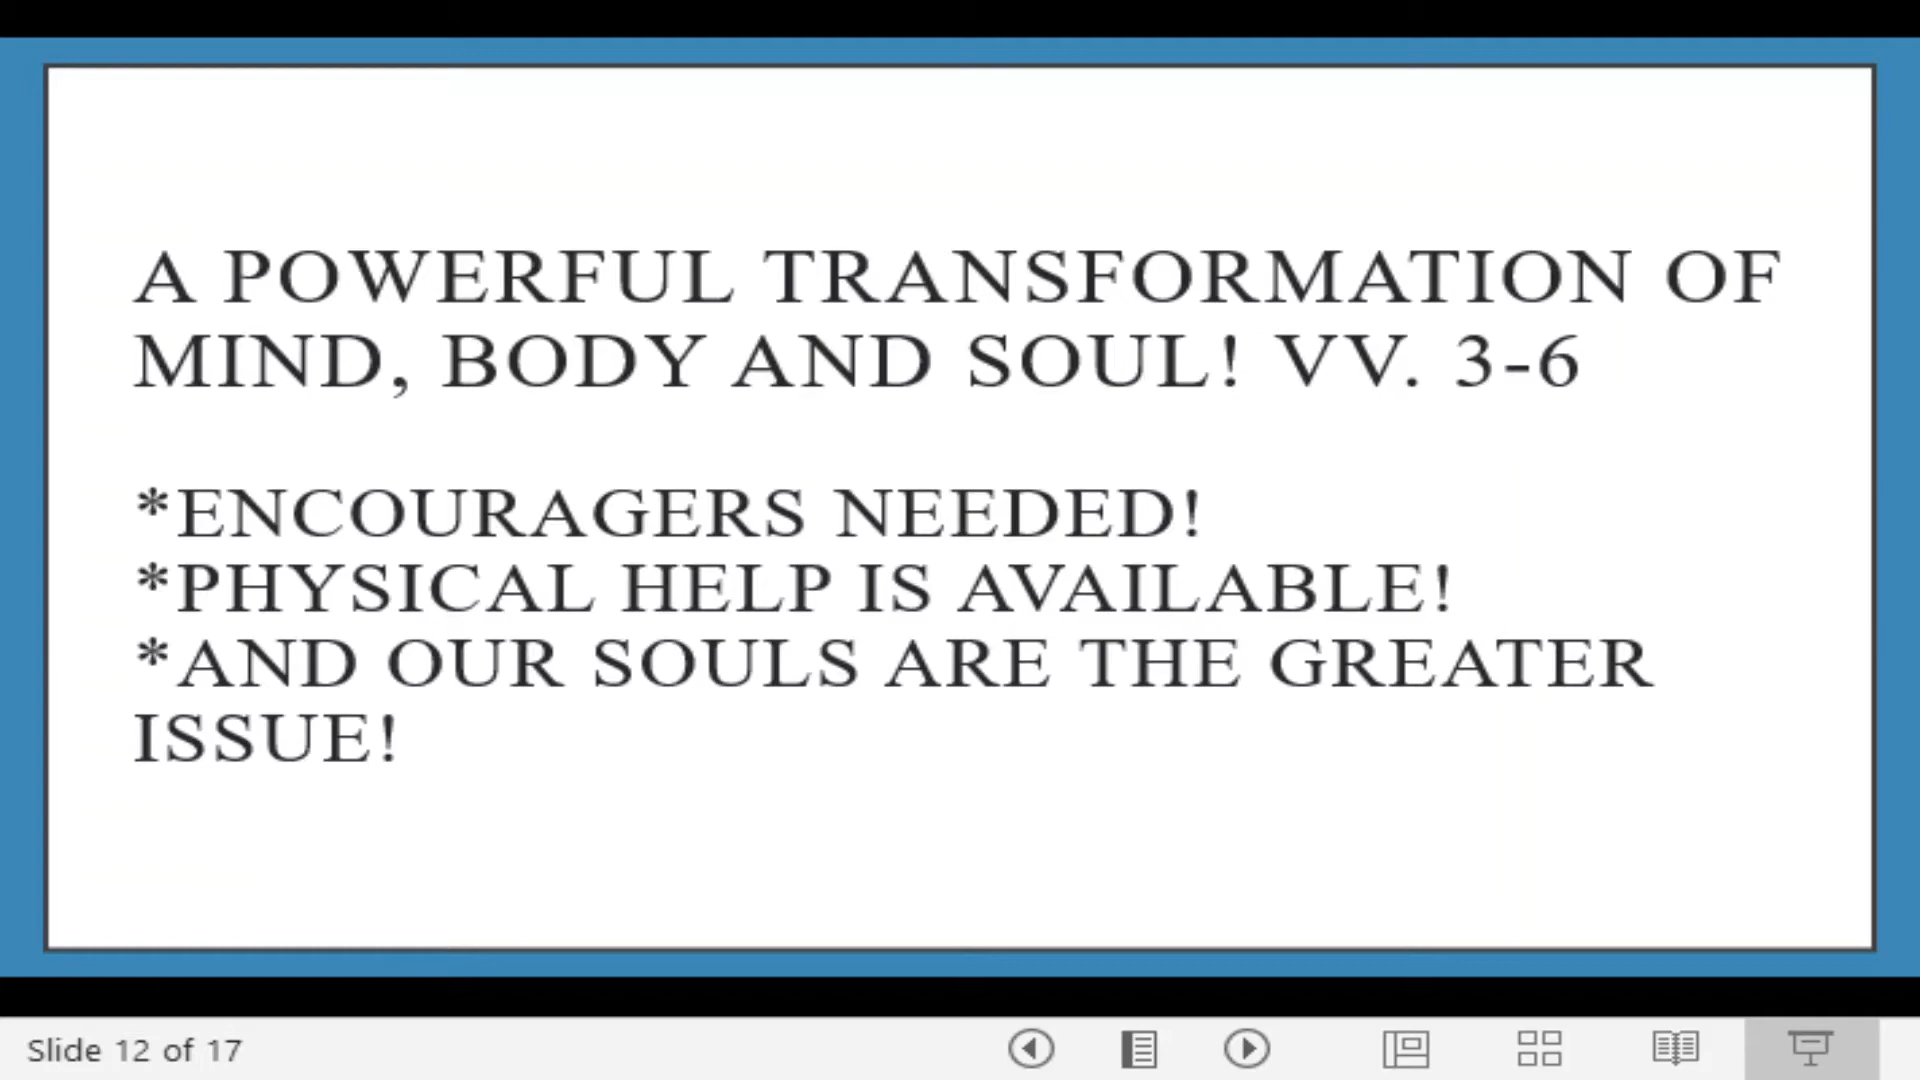 A POWERFUL TRANSFORMATION OF
MIND, BODY AND SOUL! VV. 3-6
*ENCOURAGERS NEEDED!
*PHYSICAL HELP IS AVAILABLE!
*AND OUR SOULS ARE THE GREATER
ISSUE!
Slide 12 of 17